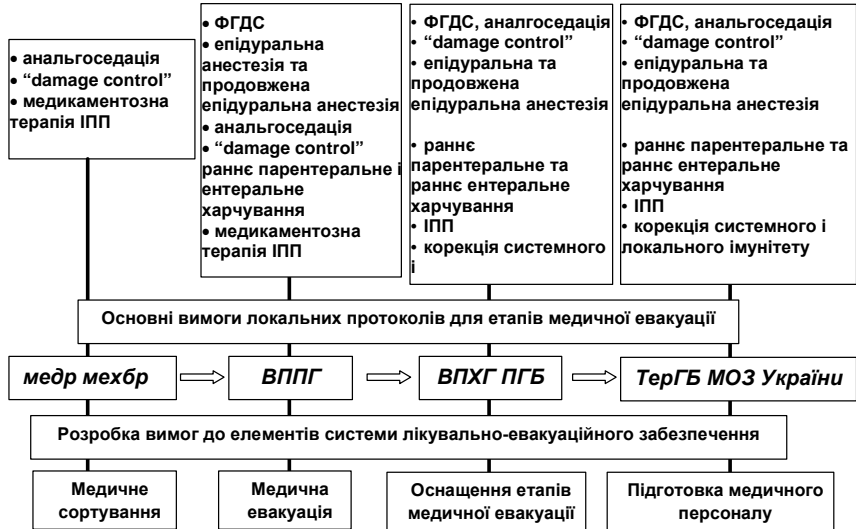 • анальгоседація
• “damage control”
• медикаментозна
терапія ІПП
• ФГДС
• епідуральна
анестезія та
продовжена
епідуральна анестезія
• анальгоседація
• “damage control”
раннє парентеральне і
ентеральне
харчування
• медикаментозна
терапія ІПП
• ФГДС, аналгоседація
• “damage control”
• епідуральна та
продовжена
епідуральна анестезія
• раннє
парентеральне та
раннє ентеральне
харчування
• ІПП
• корекція системного
і
• ФГДС, анальгоседація
• “damage control”
• епідуральна та
продовжена
епідуральна анестезія
• раннє парентеральне та
раннє ентеральне
харчування
• ІПП
• корекція системного і
локального імунітету
Основні вимоги локальних протоколів для етапів медичної евакуації
медр мехбр
ВППГ
ВПХГ ПГБ
ТерГБ МОЗ України
Розробка вимог до елементів системи лікувально-евакуаційного забезпечення
Медичне
сортування
Медична
евакуація
Оснащення етапів
медичної евакуації
Підготовка медичного
персоналу